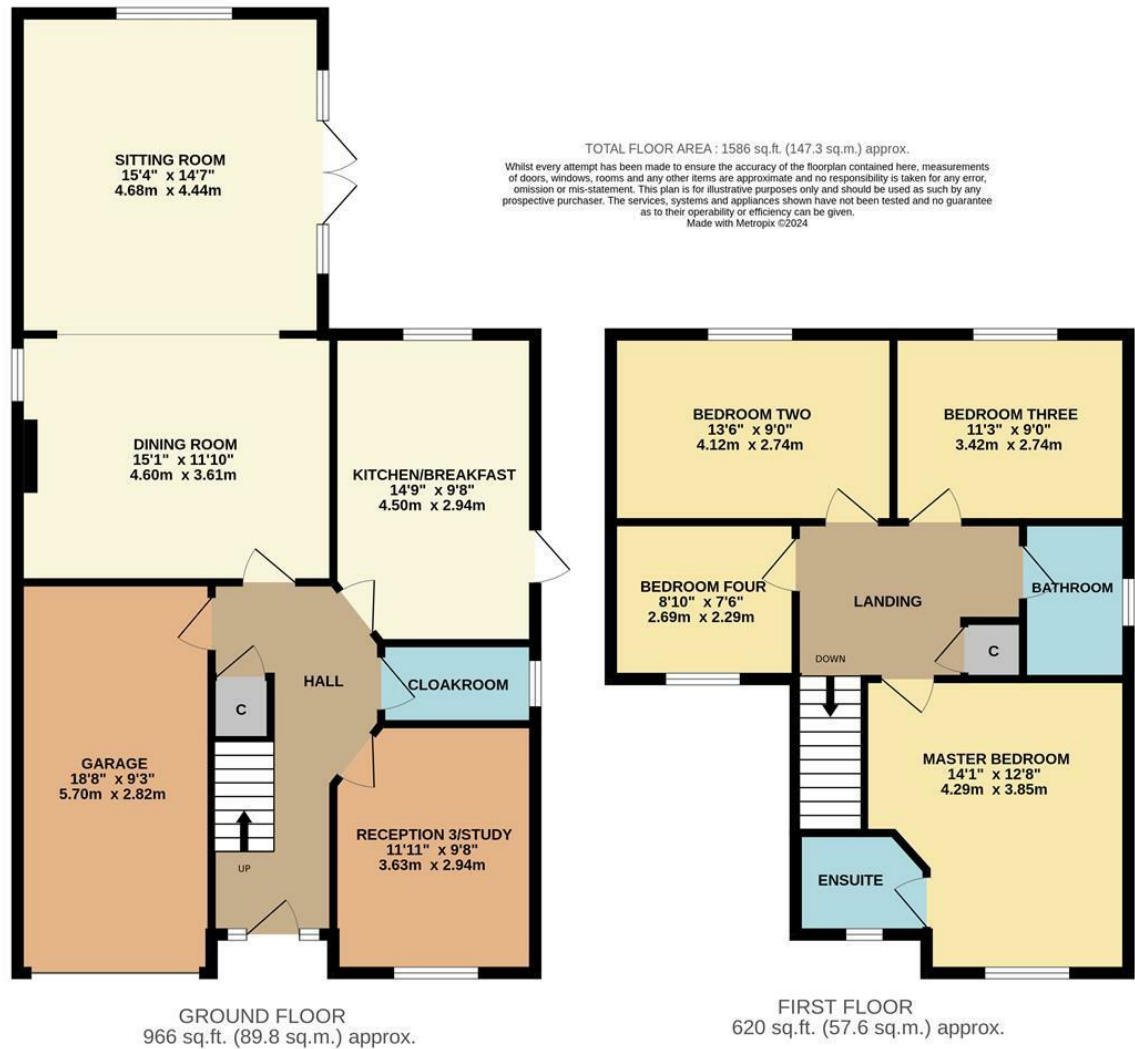 SITTING ROOM
15'4" x 14'7"
4.68m x 4.44m
TOTAL FLOOR AREA : 1586 sq.ft. (147.3 sq.m.) approx.
Whilst every attempt has been made to ensure the accuracy of the floorplan contained here, measurements
of doors, windows, rooms and any other items are approximate and no responsibility is taken for any error,
omission or mis-statement. This plan is for illustrative purposes only and should be used as such by any
prospective purchaser. The services, systems and appliances shown have not been tested and no guarantee
as to their operability or efficiency can be given.
Made with Metropix ©2024
DINING ROOM
15'1" x 11'10"
4.60m x 3.61m
KITCHEN/BREAKFAST
14'9" x 9'8"
4.50m x 2.94m
HALL
CLOAKROOM
C
GARAGE
18'8" x 9'3"
5.70m x 2.82m
UP
RECEPTION 3/STUDY
11'11" x 9'8"
3.63m x 2.94m
GROUND FLOOR
966 sq.ft. (89.8 sq.m.) approx.
BEDROOM TWO
13'6" x 9'0"
4.12m x 2.74m
BEDROOM THREE
11'3" x 9'0"
3.42m x 2.74m
BEDROOM FOUR
8'10" x 7'6"
2.69m x 2.29m
LANDING
BATHROOM
DOWN
C
MASTER BEDROOM
14'1" x 12'8"
4.29m x 3.85m
ENSUITE
FIRST FLOOR
620 sq.ft. (57.6 sq.m.) approx.